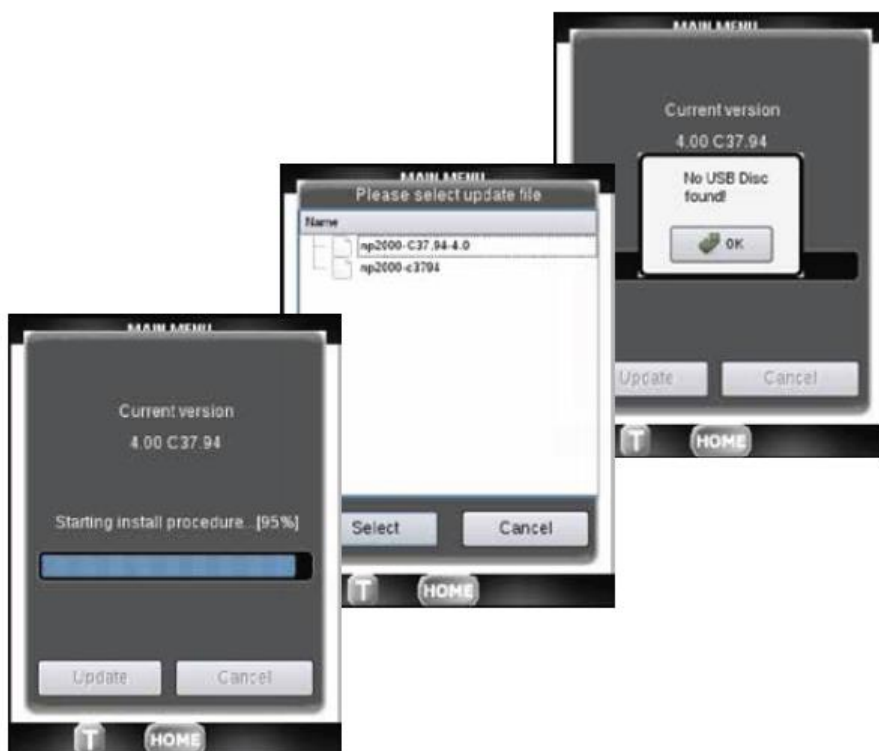 MAIN MENU
Current version
4.00 C37.94
No USB Disc
found!
OK
Update
Cancel
T
HOME
MAIN MENU
Please select update file
Name
np2000-C37.94-4.0
np2000-c3794
Select
Cancel
T
HOME
MAIN MENU
Current version
4.00 C37.94
Starting install procedure...[95%]
Update
Cancel
T
HOME